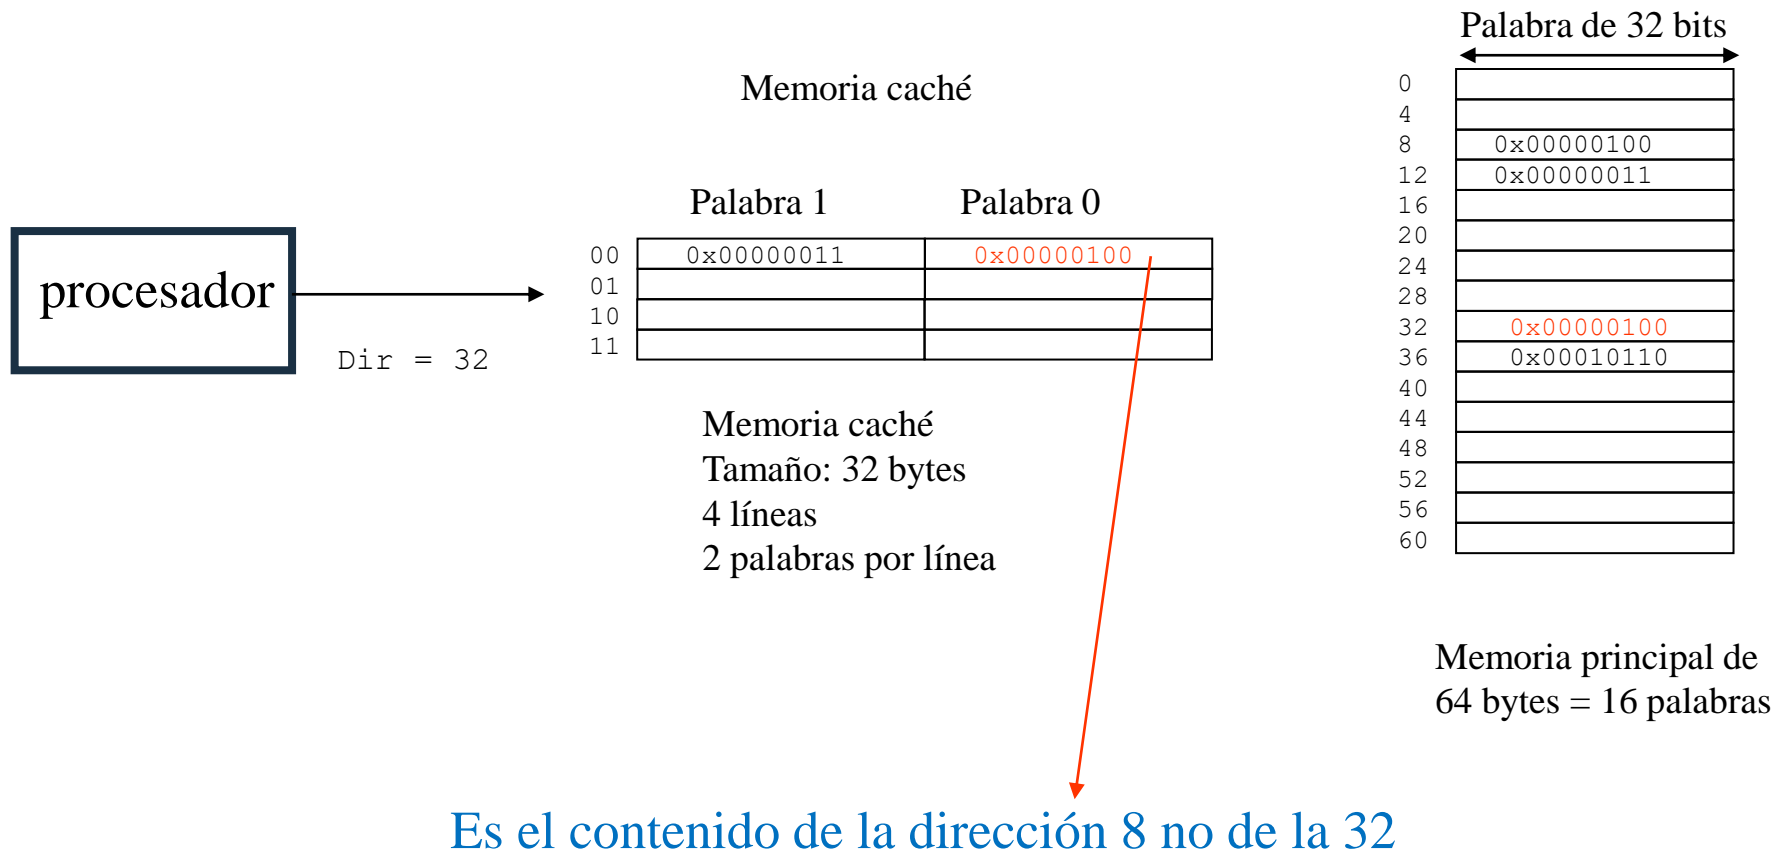 Palabra de 32 bits
Memoria caché
Palabra 1 Palabra 0
procesador
Dir = 32
00 0x00000011 0x00000100
01
10
11
Memoria caché
Tamaño: 32 bytes
4 líneas
2 palabras por línea
0
4
8 0x00000100
12 0x00000011
16
20
24
28
32 0x00000100
36 0x00010110
40
44
48
52
56
60
Memoria principal de
64 bytes = 16 palabras
Es el contenido de la dirección 8 no de la 32